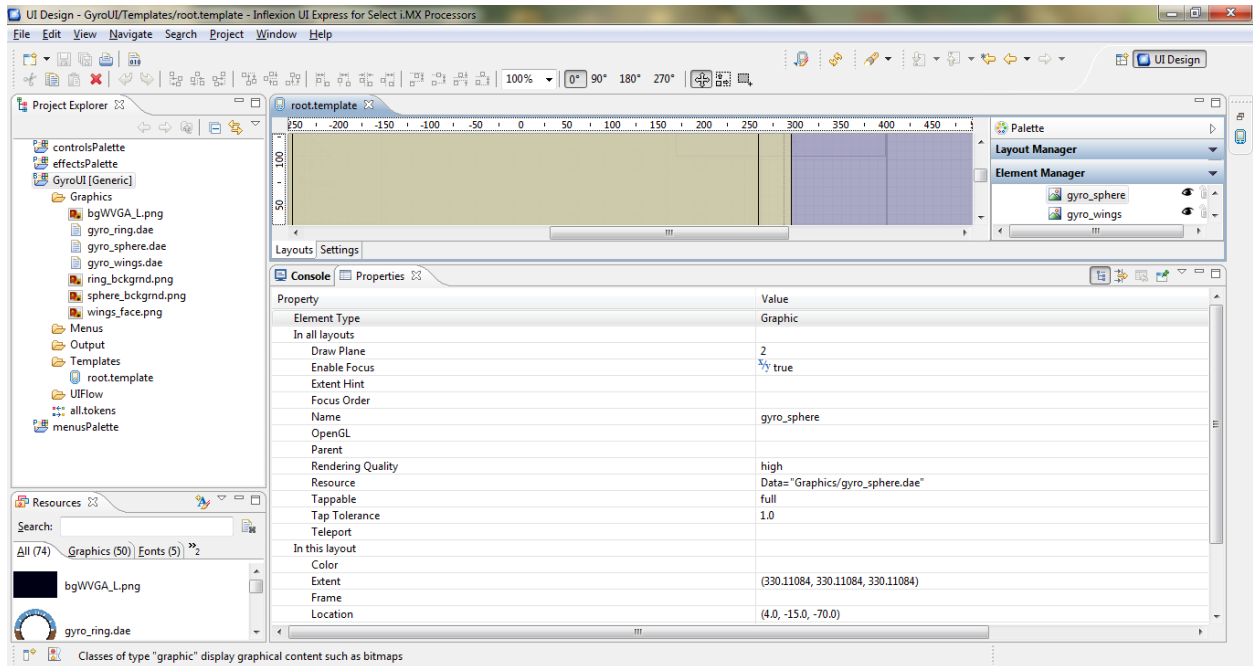 UI Design - GyroUI/Templates/root.template - Inflexion UI Express for Select i.MX Processors
File Edit View Navigate Search Project Window Help
UI Design
100% 0° 90° 180° 270°
Project Explorer
controlsPalette
effectsPalette
GyroUI [Generic]
Graphics
bgWVGA_L.png
gyro_ring.dae
gyro_sphere.dae
gyro_wings.dae
ring_bckgrnd.png
sphere_bckgrnd.png
wings_face.png
Menus
Output
Templates
root.template
UIFlow
all.tokens
menusPalette
Resources
Search:
All (74) Graphics (50) Fonts (5) »2
bgWVGA_L.png
gyro_ring.dae
root.template
250 -200 -150 -100 -50 0 50 100 150 200 250 300 350 400 450
100
50
Palette
Layout Manager
Element Manager
gyro_sphere
gyro_wings
Layouts Settings
Console Properties
Property Value
Element Type Graphic
In all layouts
Draw Plane 2
Enable Focus x/y true
Extent Hint
Focus Order
Name gyro_sphere
OpenGL
Parent
Rendering Quality high
Resource Data="Graphics/gyro_sphere.dae"
Tappable full
Tap Tolerance 1.0
Teleport
In this layout
Color
Extent (330.11084, 330.11084, 330.11084)
Frame
Location (4.0, -15.0, -70.0)
Classes of type "graphic" display graphical content such as bitmaps